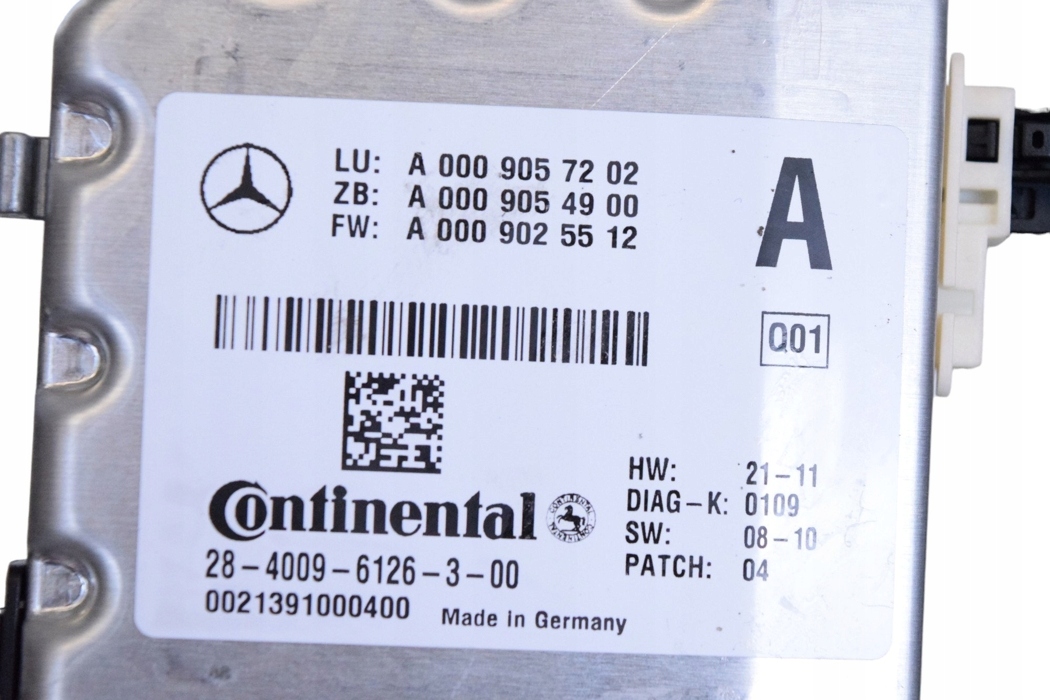 LU: A 000 905 72 02
ZB: A 000 905 49 00
FW: A 000 902 55 12
A
Q01
Continental
HW: 21-11
DIAG-K: 0109
SW: 08-10
PATCH: 04
28-4009-6126-3-00
0021391000400
Made in Germany